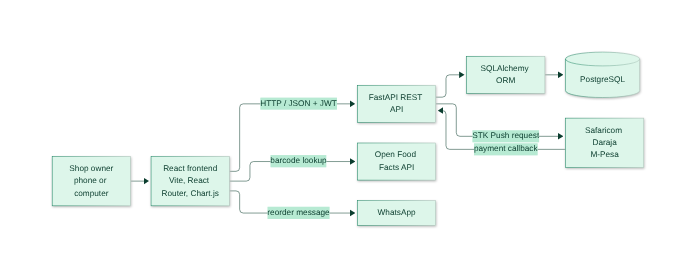 Shop owner
phone or
computer
React frontend
Vite, React
Router, Chart.js
HTTP / JSON + JWT
barcode lookup
reorder message
FastAPI REST
API
Open Food
Facts API
WhatsApp
SQLAlchemy
ORM
PostgreSQL
STK Push request
payment callback
Safaricom
Daraja
M-Pesa